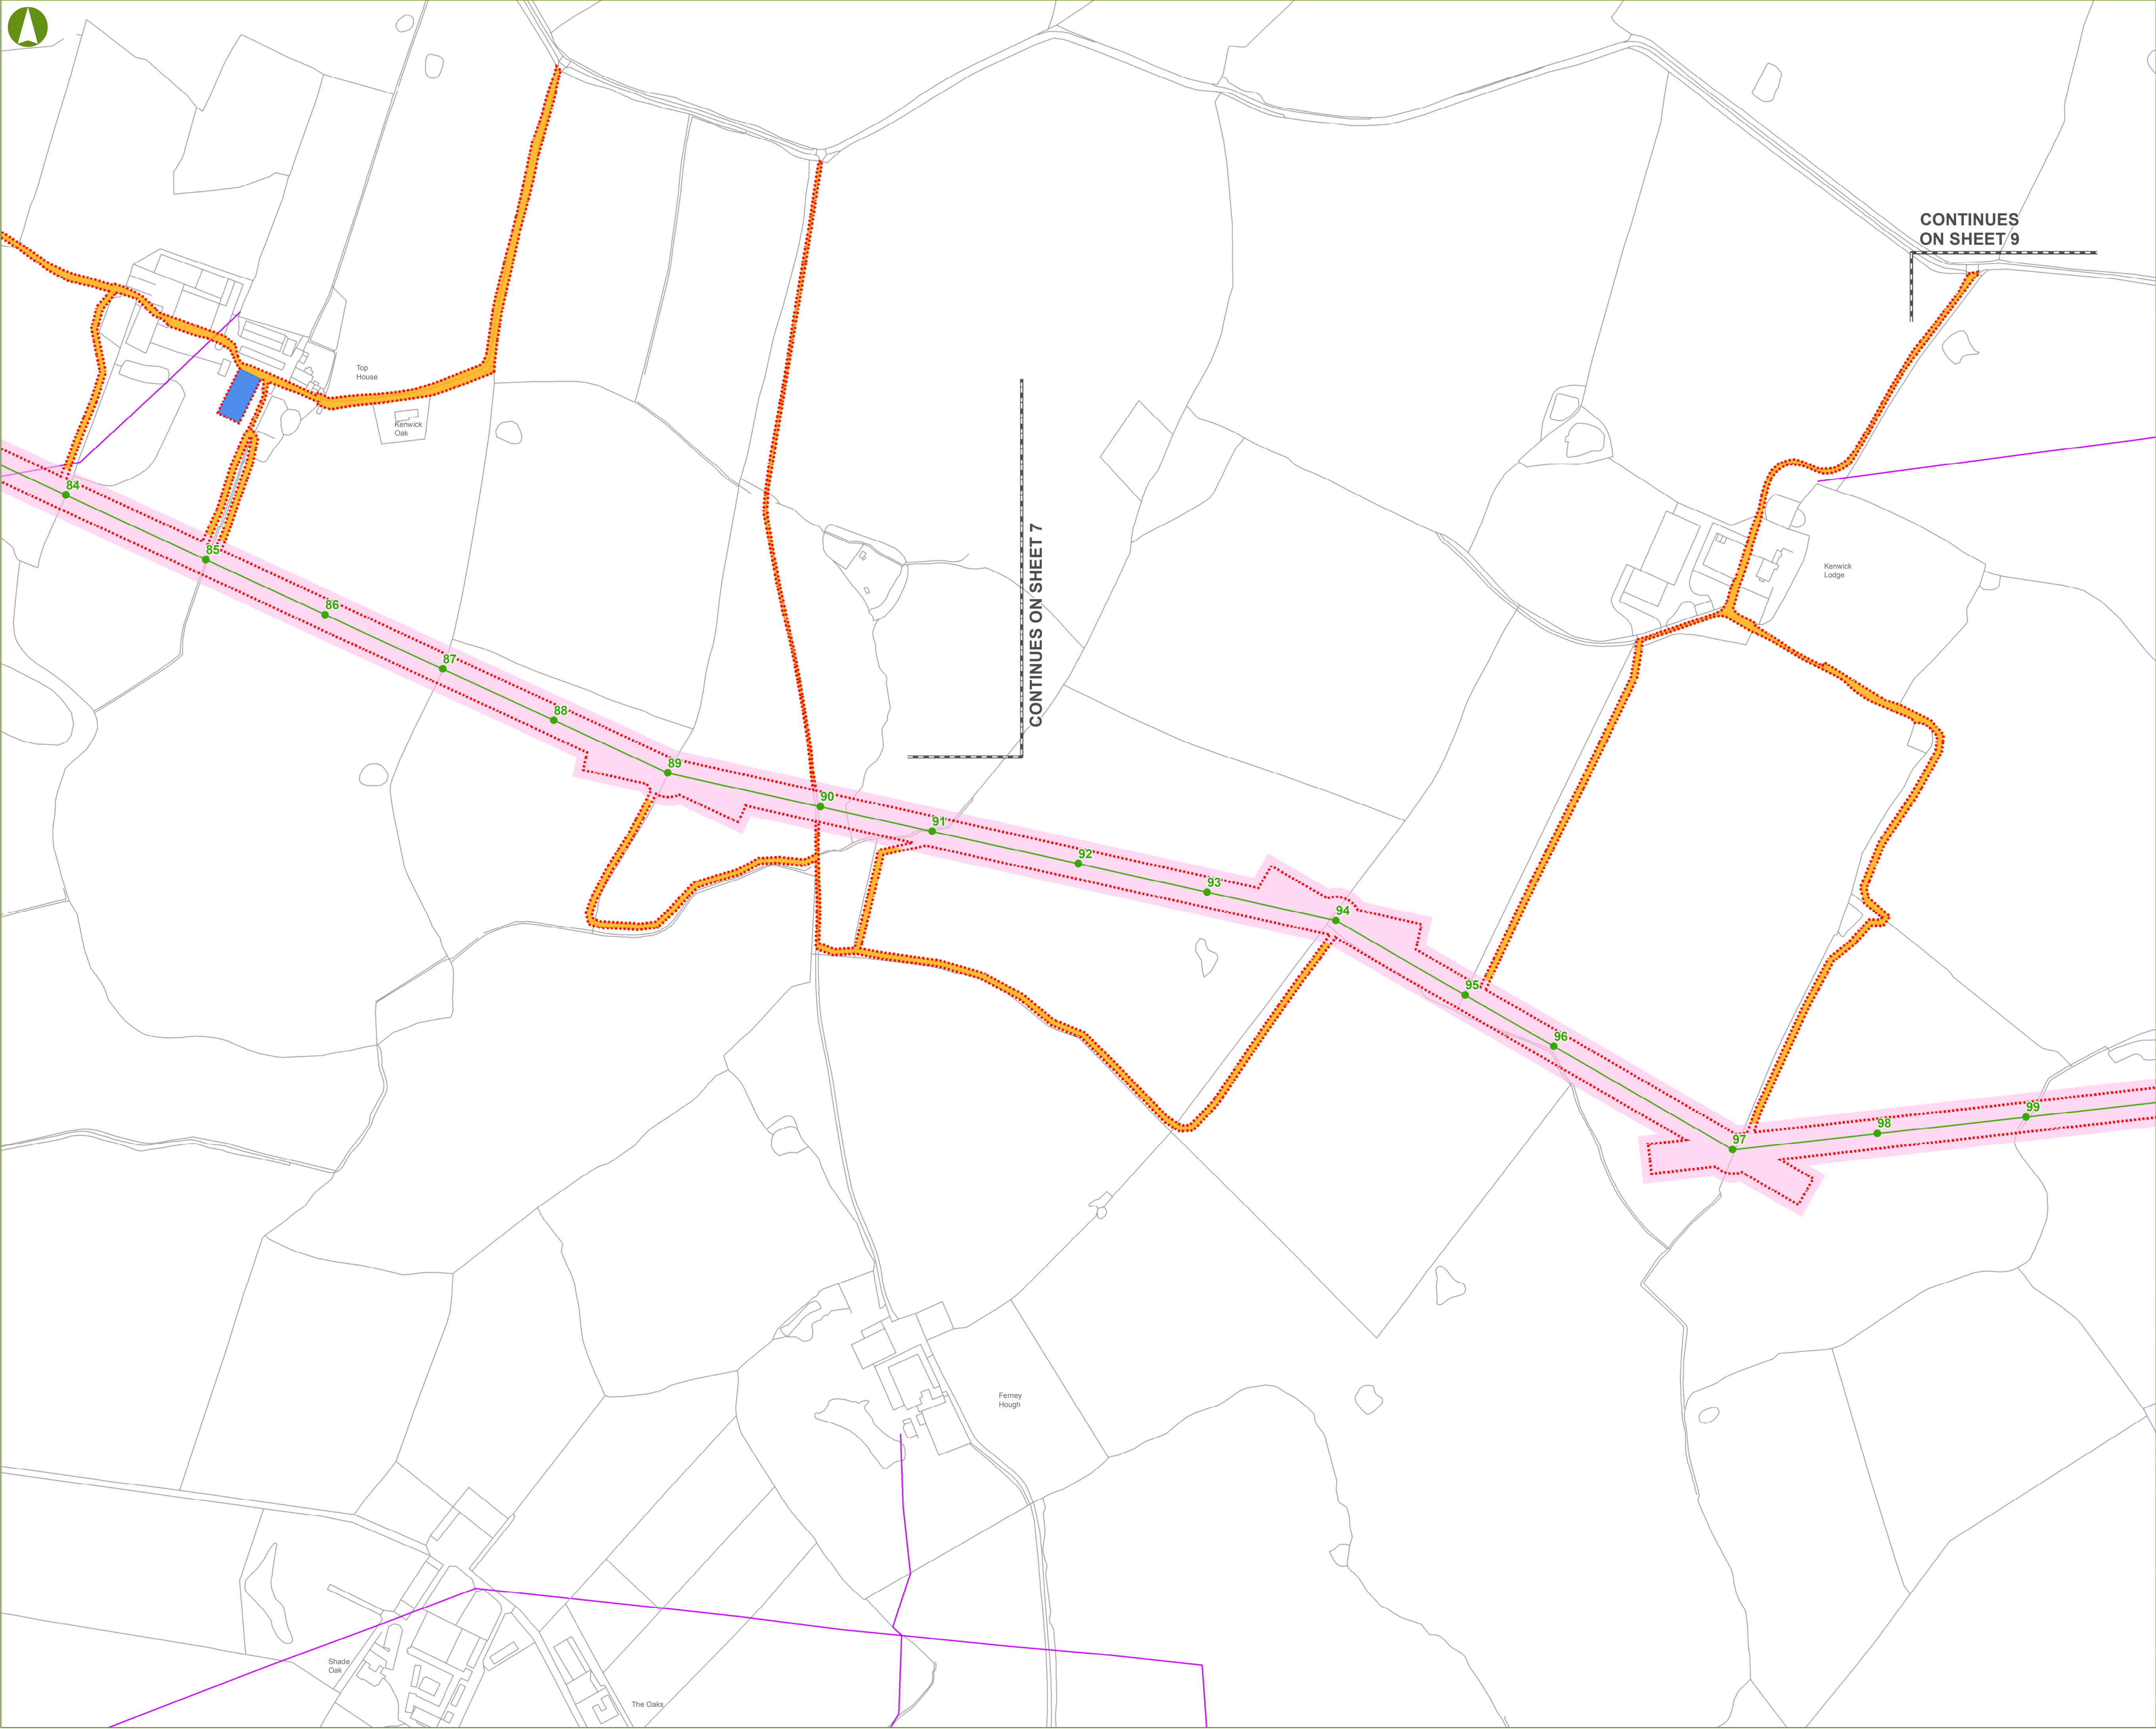 CONTINUES
ON SHEET 9
Top
House
Kenwick
Oak
84
85
86
87
88
89
90
91
92
93
94
95
96
97
98
99
CONTINUES ON SHEET 7
Kenwick
Lodge
Ferney
Hough
Shade
Oak
The Oaks